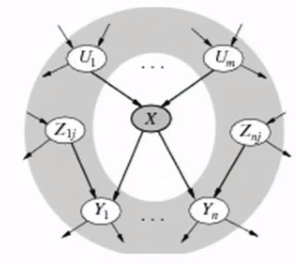 U1 ... Um
X
Z1j Znj
Y1 ... Yn